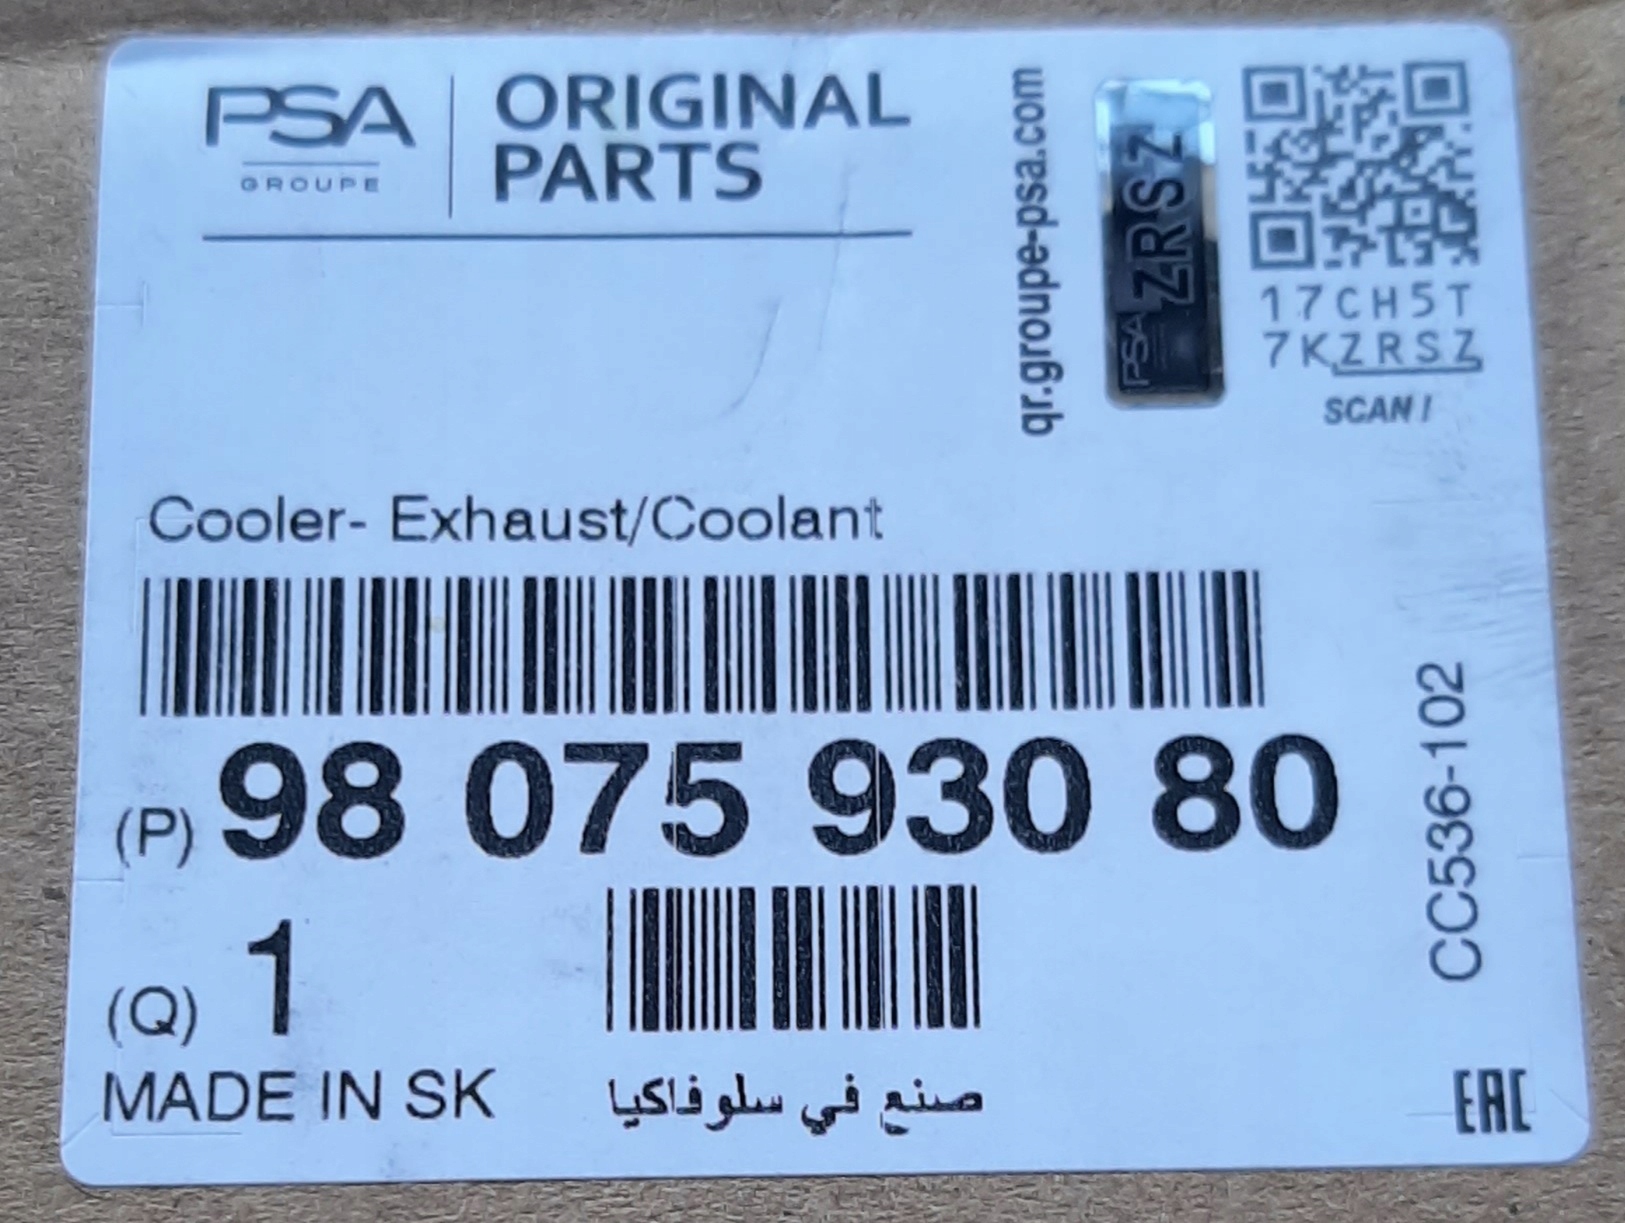 PSA
GROUPE
ORIGINAL
PARTS
qr.groupe-psa.com
PSA ZRSZ
17CH5T
7KZRSZ
SCAN !
Cooler- Exhaust/Coolant
(P) 98 075 930 80
CC536-102
(Q) 1
MADE IN SK
صنع في سلوفاكيا
EAC